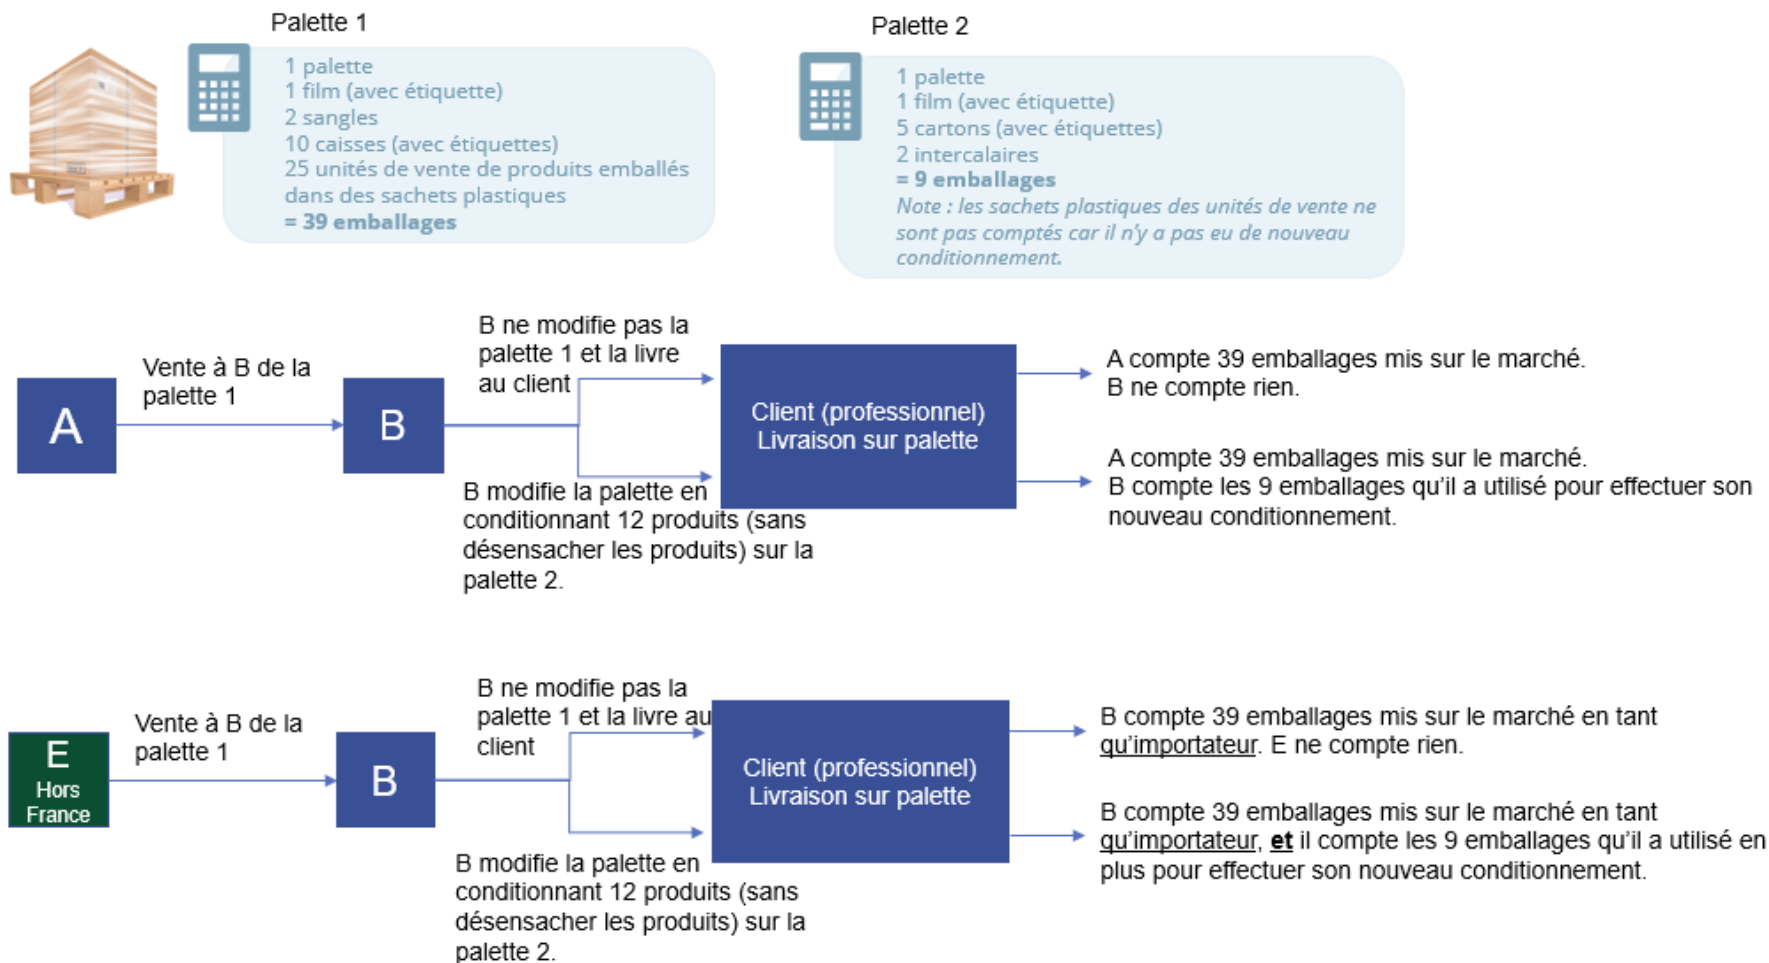 Palette 1
1 palette
1 film (avec étiquette)
2 sangles
10 caisses (avec étiquettes)
25 unités de vente de produits emballés
dans des sachets plastiques
= 39 emballages
Palette 2
1 palette
1 film (avec étiquette)
5 cartons (avec étiquettes)
2 intercalaires
= 9 emballages
Note : les sachets plastiques des unités de vente ne
sont pas comptés car il n'y a pas eu de nouveau
conditionnement.
A
Vente à B de la
palette 1
B
B ne modifie pas la
palette 1 et la livre
au client
B modifie la palette en
conditionnant 12 produits (sans
désensacher les produits) sur la
palette 2.
Client (professionnel)
Livraison sur palette
A compte 39 emballages mis sur le marché.
B ne compte rien.
A compte 39 emballages mis sur le marché.
B compte les 9 emballages qu'il a utilisé pour effectuer son
nouveau conditionnement.
E
Hors
France
Vente à B de la
palette 1
B
B ne modifie pas la
palette 1 et la livre au
client
B modifie la palette en
conditionnant 12 produits (sans
désensacher les produits) sur la
palette 2.
Client (professionnel)
Livraison sur palette
B compte 39 emballages mis sur le marché en tant
qu'importateur. E ne compte rien.
B compte 39 emballages mis sur le marché en tant
qu'importateur, et il compte les 9 emballages qu'il a utilisé en
plus pour effectuer son nouveau conditionnement.